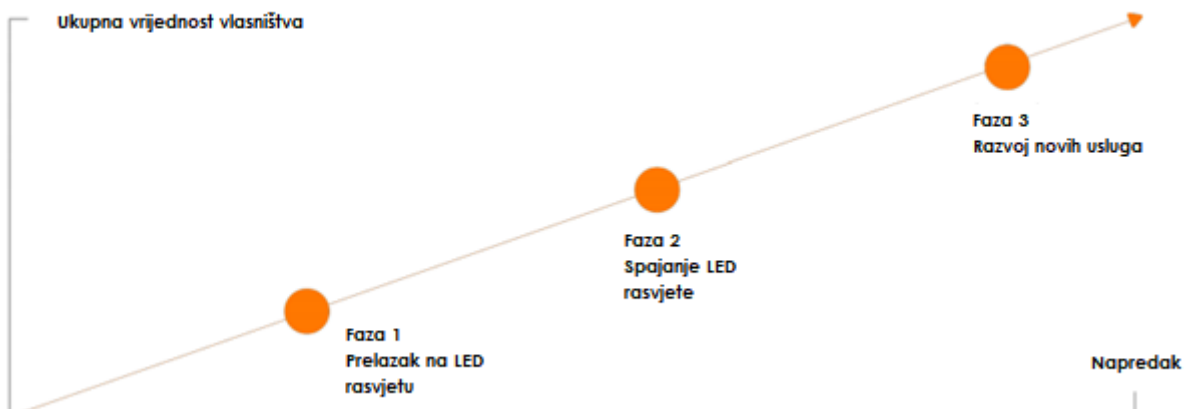 Ukupna vrijednost vlasništva
Faza 3
Razvoj novih usluga
Faza 2
Spajanje LED
rasvjete
Faza 1
Prelazak na LED
rasvjetu
Napredak